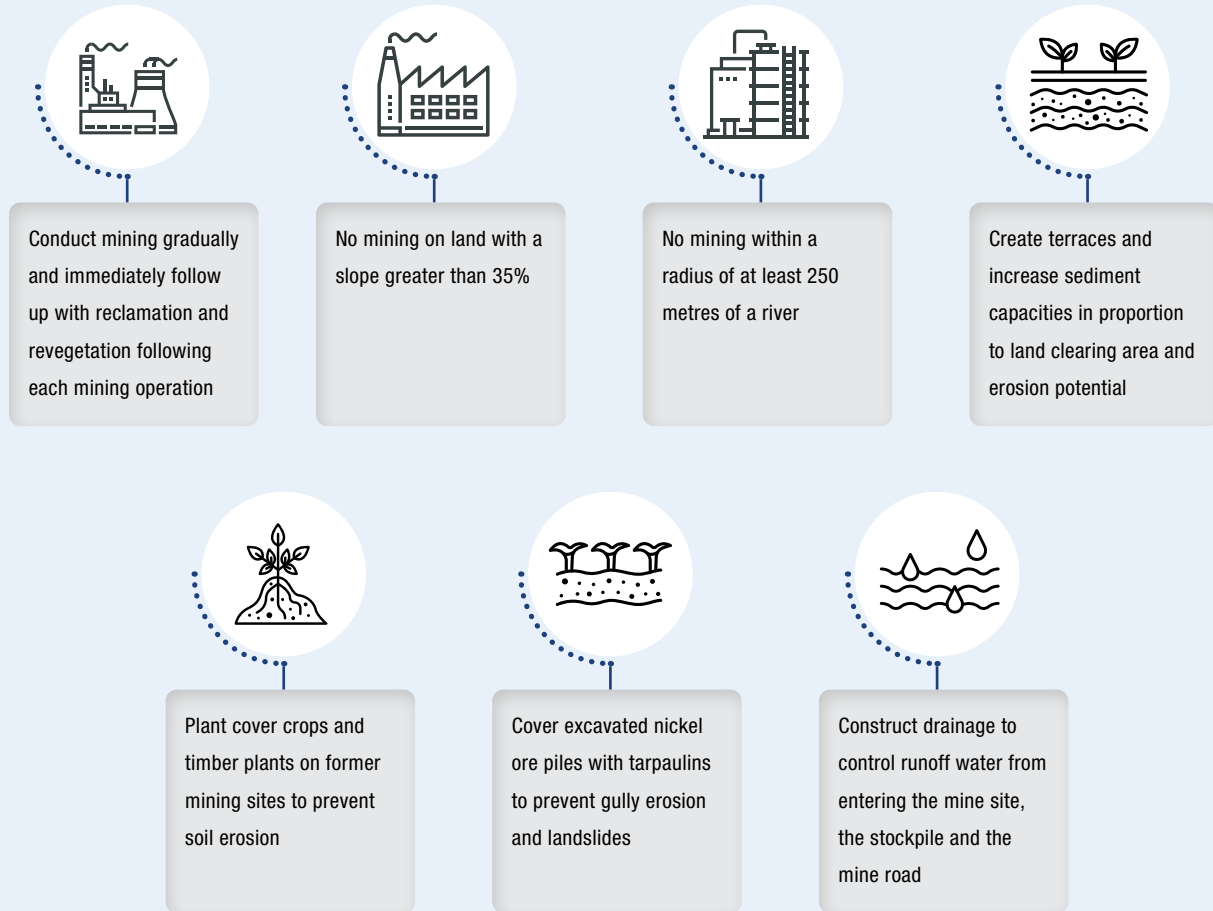 Conduct mining gradually
and immediately follow
up with reclamation and
revegetation following
each mining operation
No mining on land with a
slope greater than 35%
No mining within a
radius of at least 250
metres of a river
Create terraces and
increase sediment
capacities in proportion
to land clearing area and
erosion potential
Plant cover crops and
timber plants on former
mining sites to prevent
soil erosion
Cover excavated nickel
ore piles with tarpaulins
to prevent gully erosion
and landslides
Construct drainage to
control runoff water from
entering the mine site,
the stockpile and the
mine road